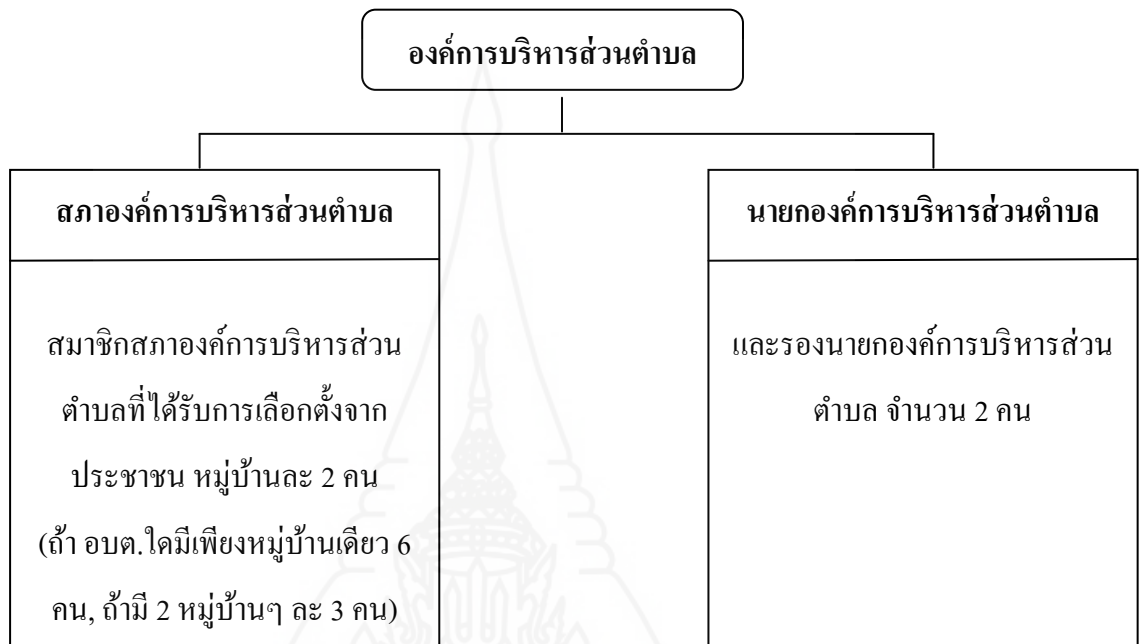 องค์การบริหารส่วนตำบล
สภาองค์การบริหารส่วนตำบล
สมาชิกสภาองค์การบริหารส่วน
ตำบลที่ได้รับการเลือกตั้งจาก
ประชาชน หมู่บ้านละ 2 คน
(ถ้า อบต.ใดมีเพียงหมู่บ้านเดียว 6
คน, ถ้ามี 2 หมู่บ้านๆ ละ 3 คน)
นายกองค์การบริหารส่วนตำบล
และรองนายกองค์การบริหารส่วน
ตำบล จำนวน 2 คน